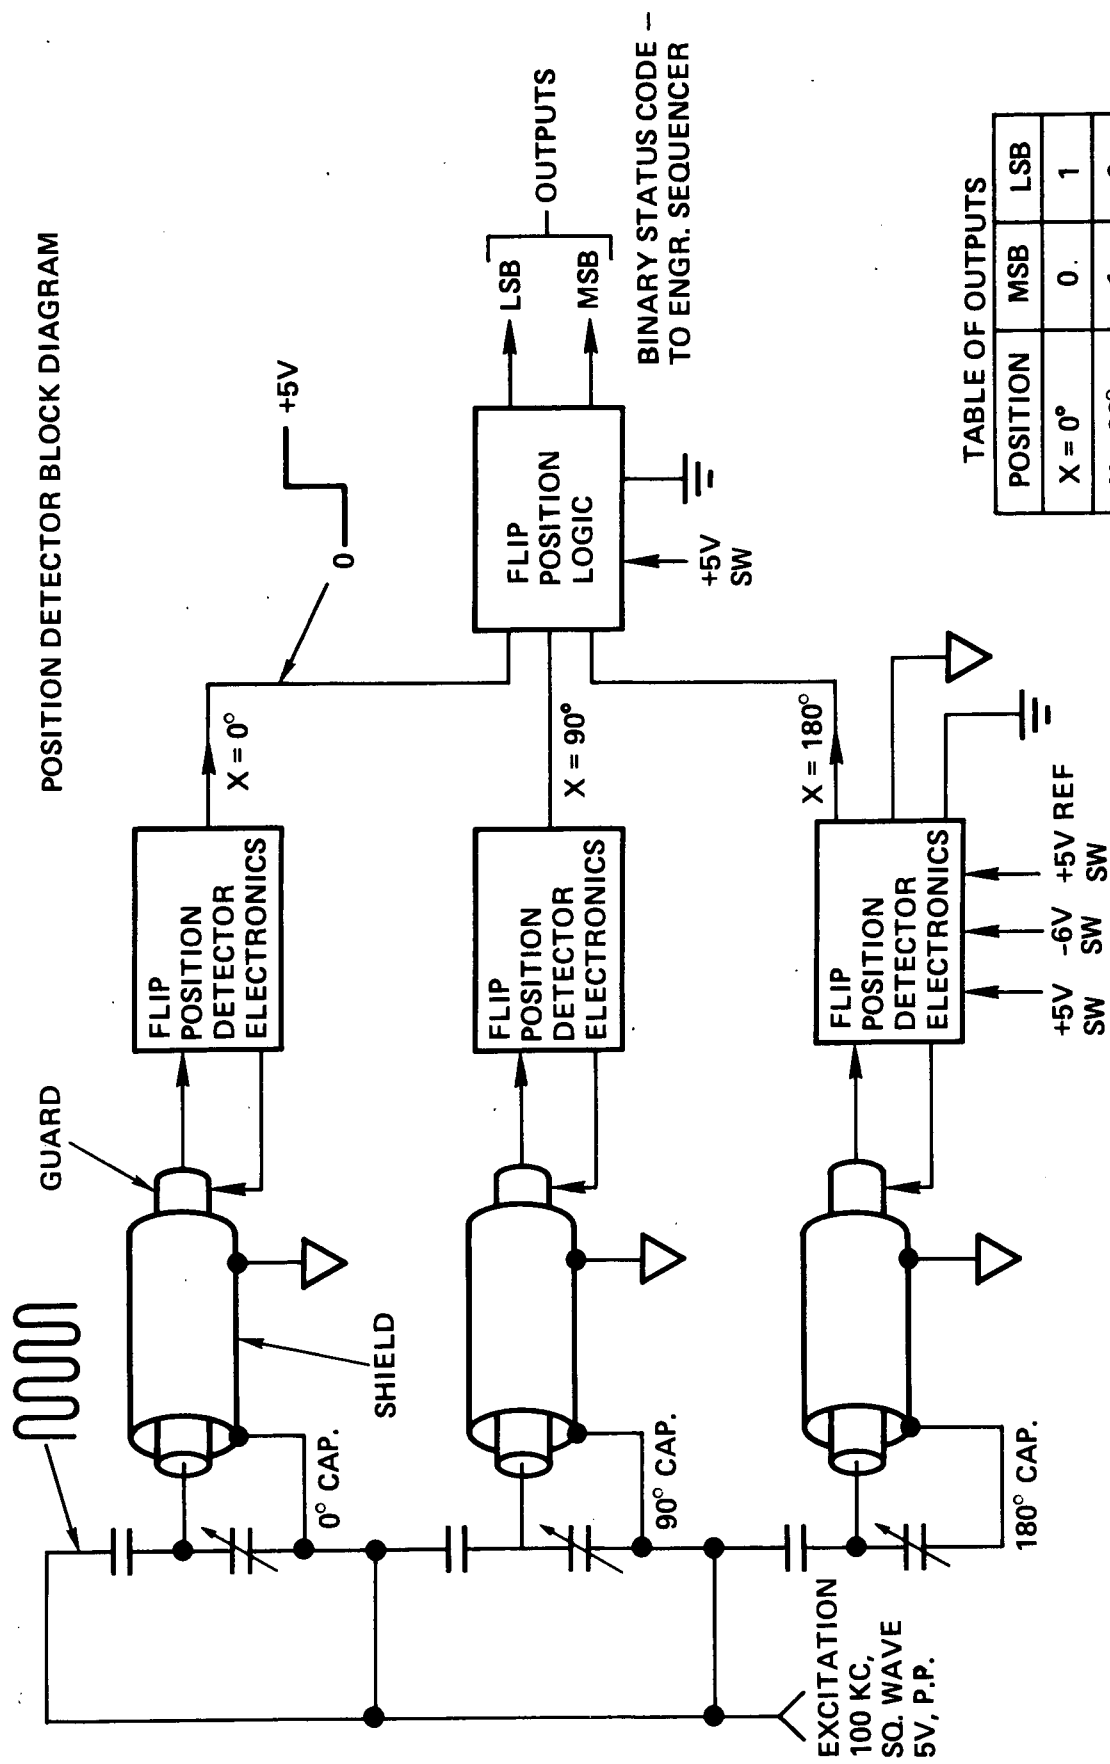 POSITION DETECTOR BLOCK DIAGRAM
GUARD
SHIELD
0° CAP.
FLIP
POSITION
DETECTOR
ELECTRONICS
X = 0°
0
+5V
90° CAP.
FLIP
POSITION
DETECTOR
ELECTRONICS
X = 90°
FLIP
POSITION
LOGIC
+5V
SW
LSB
MSB
OUTPUTS
BINARY STATUS CODE –
TO ENGR. SEQUENCER
EXCITATION
100 KC,
SQ. WAVE
5V, P.P.
180° CAP.
FLIP
POSITION
DETECTOR
ELECTRONICS
X = 180°
+5V
SW
-6V
SW
+5V REF
SW
TABLE OF OUTPUTS
POSITION MSB LSB
X = 0° 0. 1